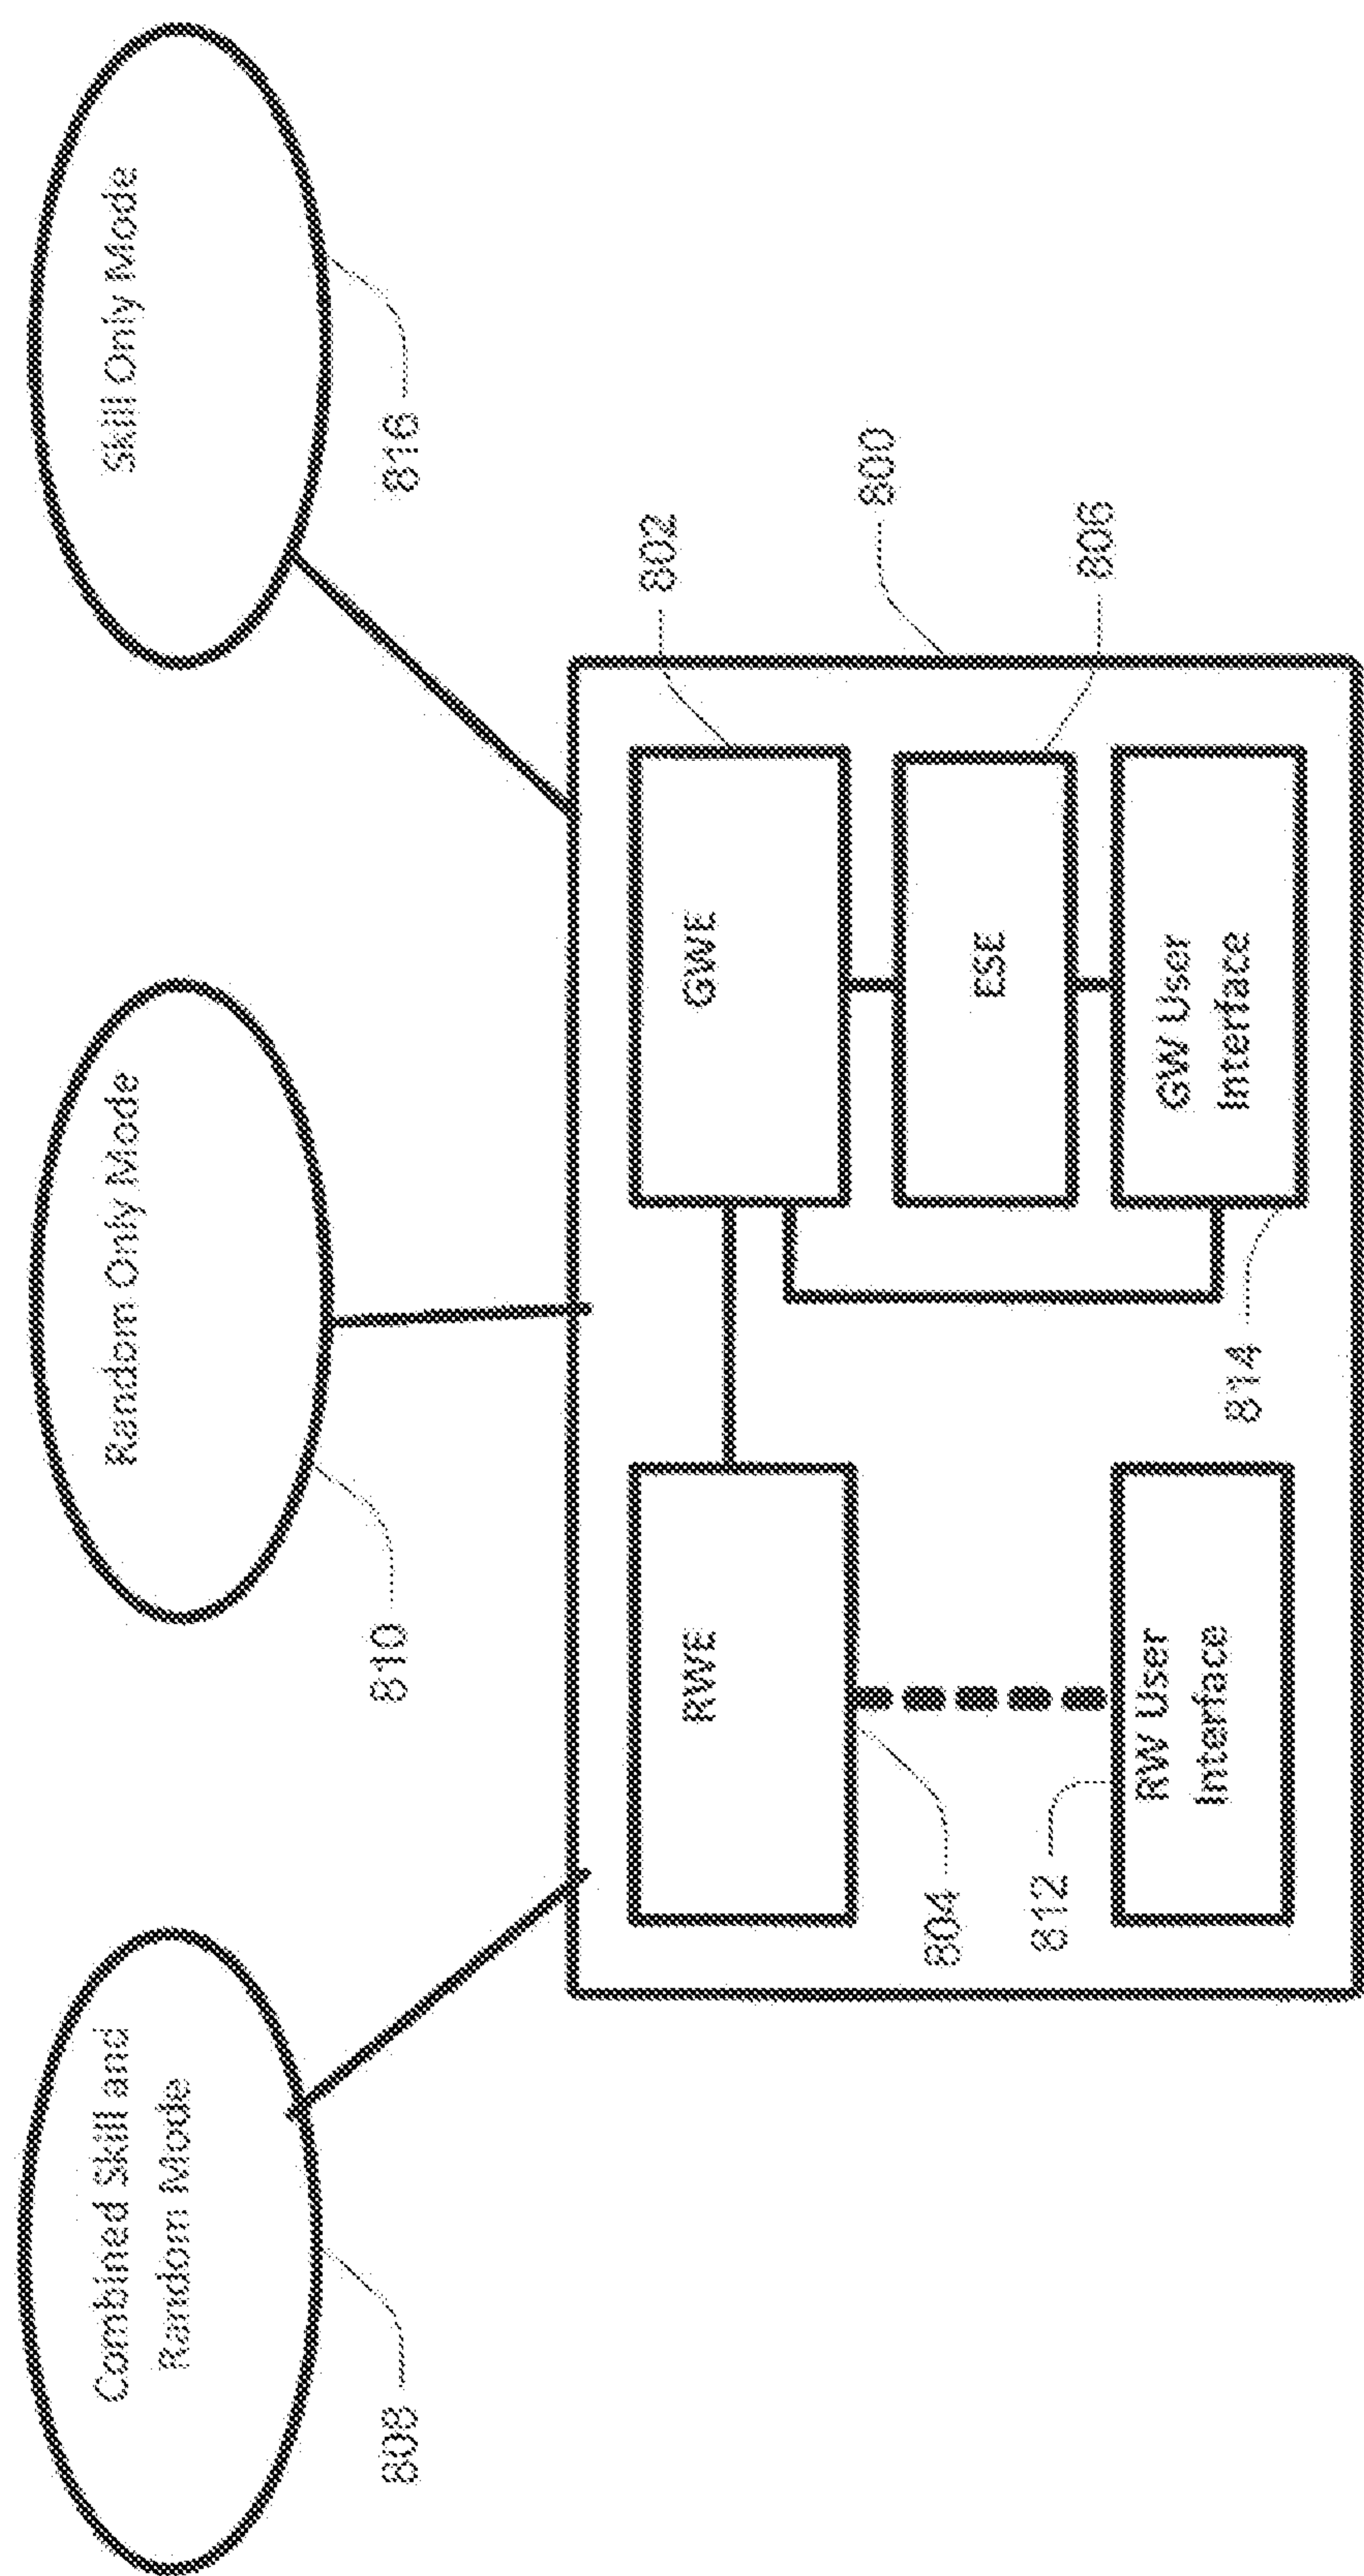 Combined Skill and
Random Mode
808
Random Only Mode
810
Skill Only Mode
816
802
800
806
RWE
GWE
ESE
804
812
RW User
Interface
814
GW User
Interface